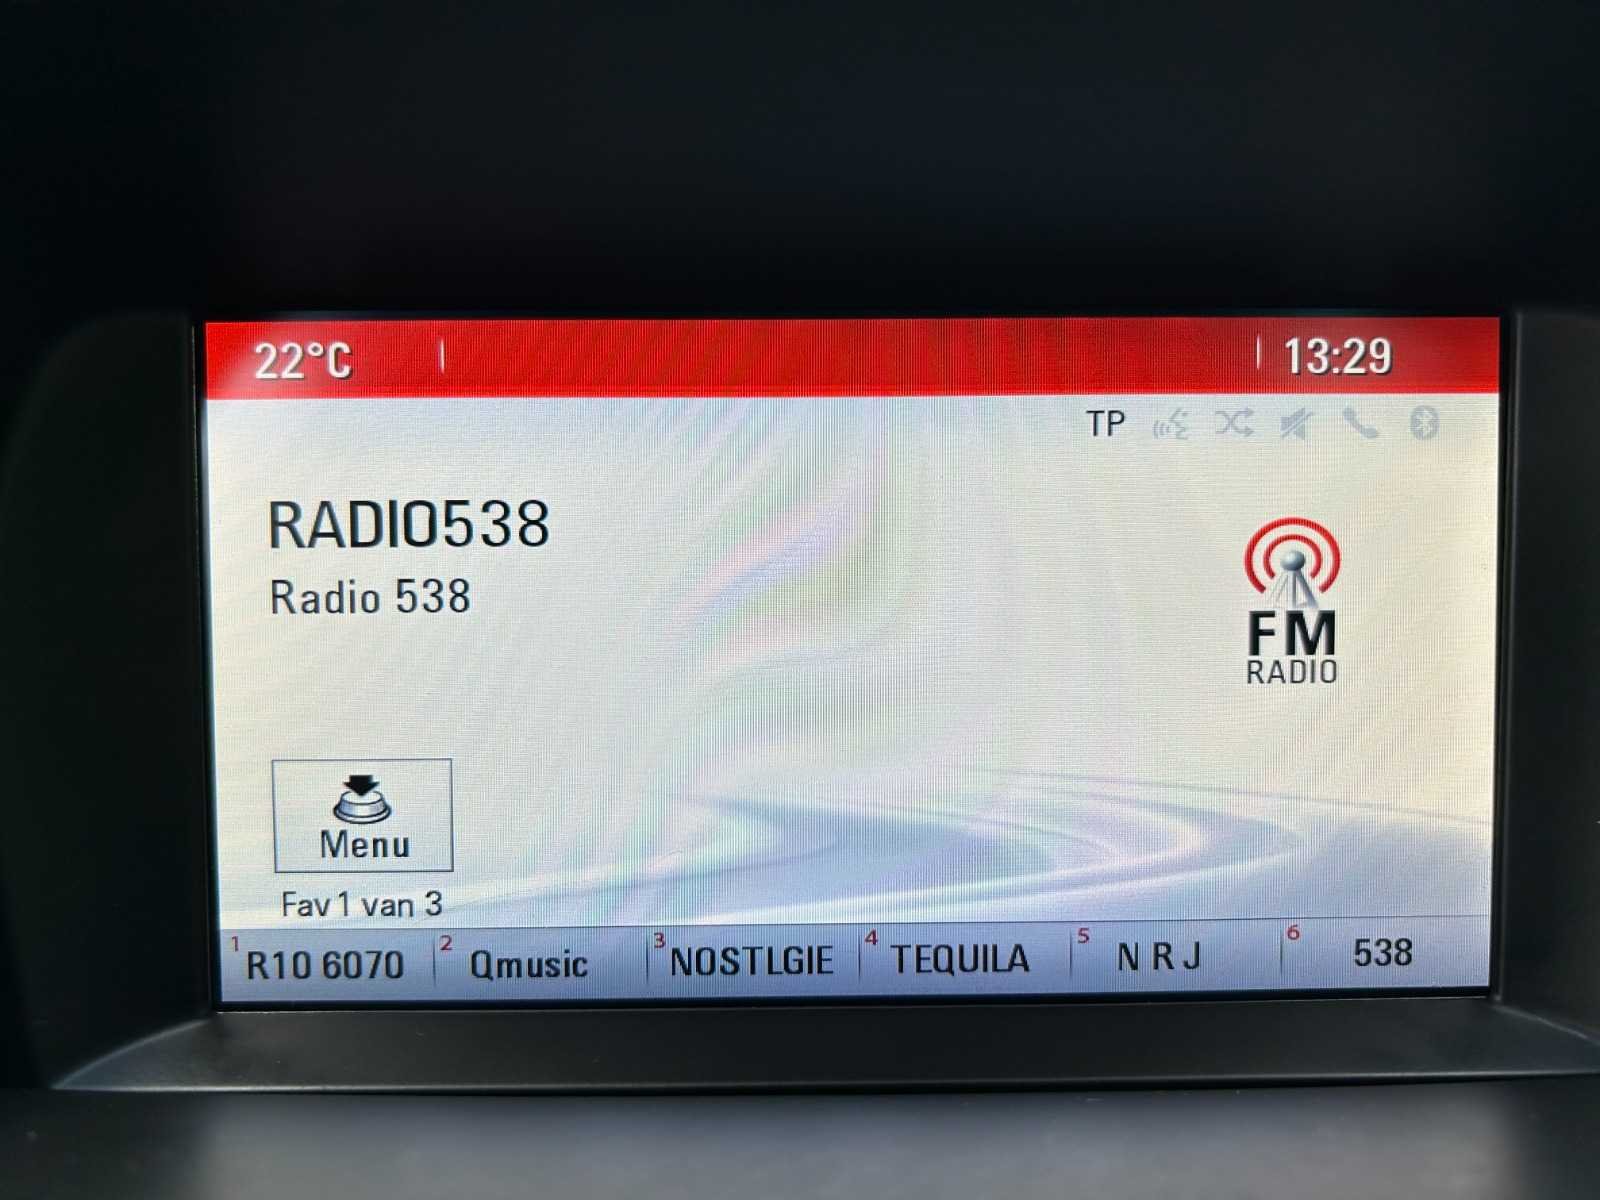 22°C 13:29
TP
RADIO538
Radio 538
FM
RADIO
Menu
Fav 1 van 3
1 R10 6070 2 Qmusic 3 NOSTLGIE 4 TEQUILA 5 N R J 6 538